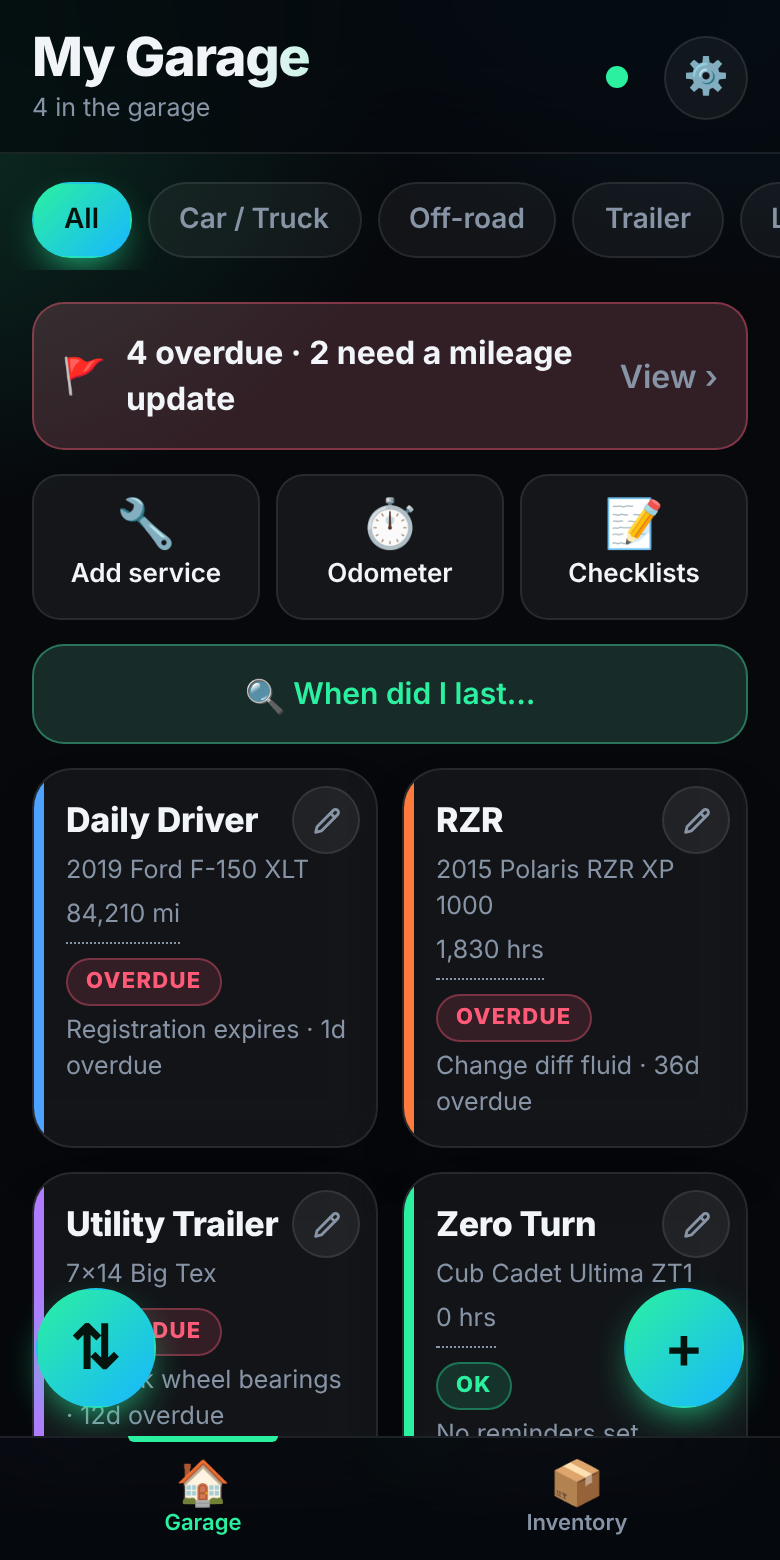 My Garage
4 in the garage
All
Car / Truck
Off-road
Trailer
4 overdue · 2 need a mileage
update
View ›
Add service
Odometer
Checklists
When did I last...
Daily Driver
2019 Ford F-150 XLT
84,210 mi
OVERDUE
Registration expires · 1d
overdue
RZR
2015 Polaris RZR XP
1000
1,830 hrs
OVERDUE
Change diff fluid · 36d
overdue
Utility Trailer
7×14 Big Tex
wheel bearings
· 12d overdue
Zero Turn
Cub Cadet Ultima ZT1
0 hrs
OK
No reminders set
Garage
Inventory